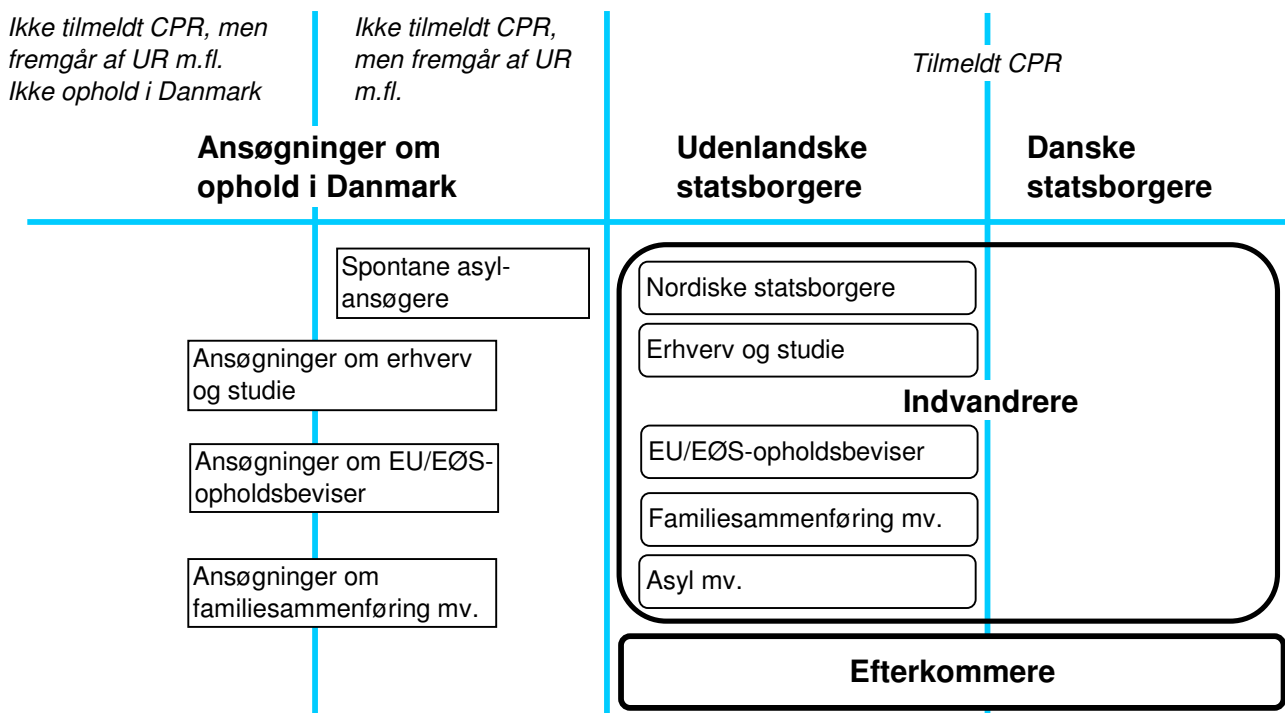 Ikke tilmeldt CPR, men
fremgår af UR m.fl.
Ikke ophold i Danmark
Ikke tilmeldt CPR,
men fremgår af UR
m.fl.
Tilmeldt CPR
Ansøgninger om
ophold i Danmark
Udenlandske
statsborgere
Danske
statsborgere
Spontane asyl-
ansøgere
Ansøgninger om erhverv
og studie
Ansøgninger om EU/EØS-
opholdsbeviser
Ansøgninger om
familiesammenføring mv.
Nordiske statsborgere
Erhverv og studie
Indvandrere
EU/EØS-opholdsbeviser
Familiesammenføring mv.
Asyl mv.
Efterkommere